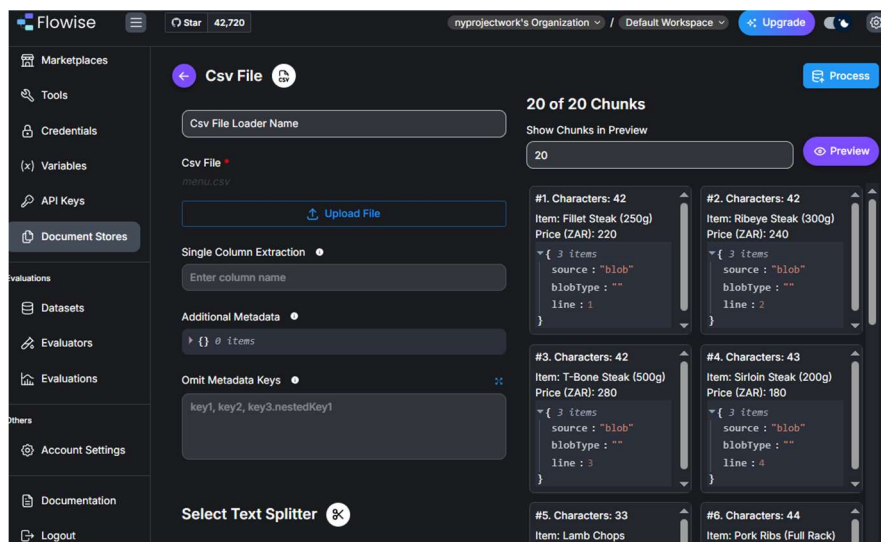 Flowise
Star 42,720
nyprojectwork's Organization / Default Workspace
Upgrade
Marketplaces
Tools
Credentials
(x) Variables
API Keys
Document Stores
Evaluations
Datasets
Evaluators
Evaluations
Others
Account Settings
Documentation
Logout
Csv File
CSV
Process
Csv File Loader Name
Csv File *
menu.csv
Upload File
Single Column Extraction
Enter column name
Additional Metadata
{} 0 items
Omit Metadata Keys
key1, key2, key3.nestedKey1
Select Text Splitter
20 of 20 Chunks
Show Chunks in Preview
20
Preview
#1. Characters: 42
Item: Fillet Steak (250g)
Price (ZAR): 220
{ 3 items
source : "blob"
blobType : ""
line : 1
}
#2. Characters: 42
Item: Ribeye Steak (300g)
Price (ZAR): 240
{ 3 items
source : "blob"
blobType : ""
line : 2
}
#3. Characters: 42
Item: T-Bone Steak (500g)
Price (ZAR): 280
{ 3 items
source : "blob"
blobType : ""
line : 3
}
#4. Characters: 43
Item: Sirloin Steak (200g)
Price (ZAR): 180
{ 3 items
source : "blob"
blobType : ""
line : 4
}
#5. Characters: 33
Item: Lamb Chops
#6. Characters: 44
Item: Pork Ribs (Full Rack)